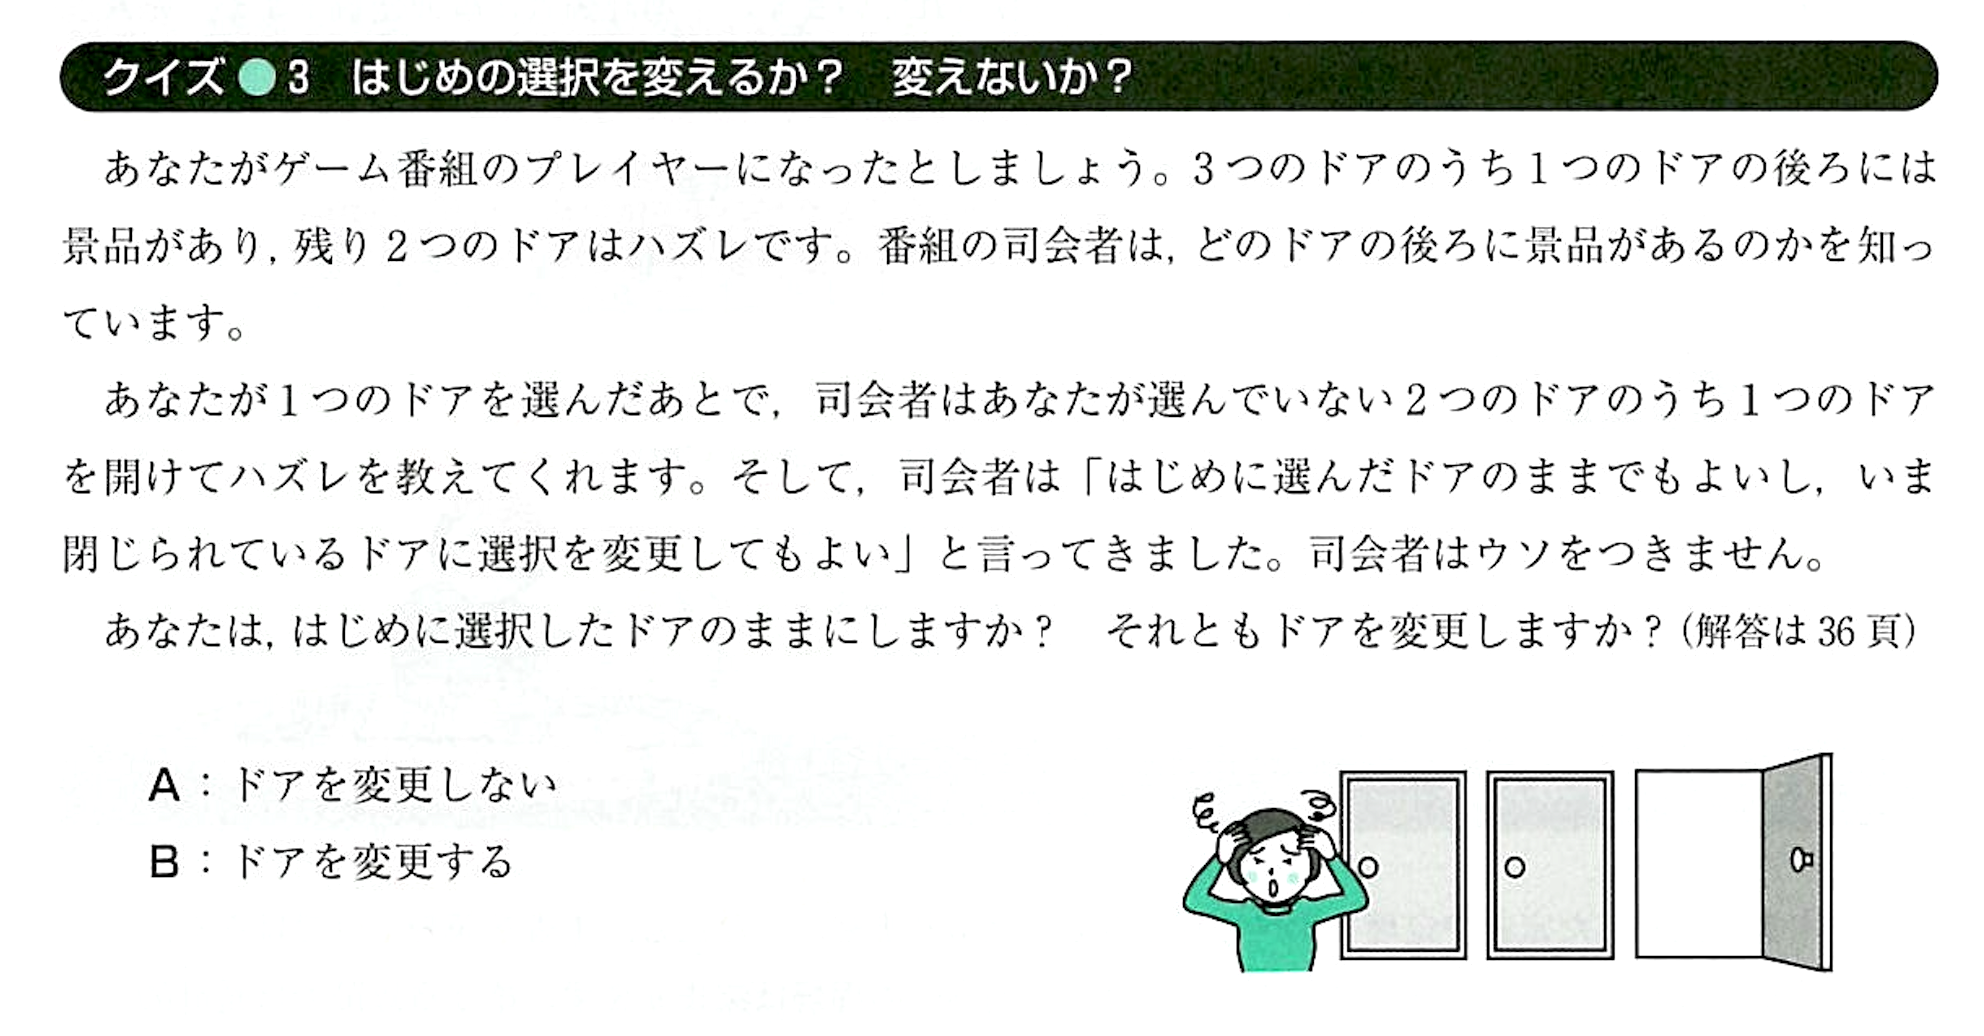 クイズ●3 はじめの選択を変えるか? 変えないか?
あなたがゲーム番組のプレイヤーになったとしましょう。3つのドアのうち1つのドアの後ろには
景品があり,残り2つのドアはハズレです。番組の司会者は,どのドアの後ろに景品があるのかを知っ
ています。
あなたが1つのドアを選んだあとで,司会者はあなたが選んでいない2つのドアのうち1つのドア
を開けてハズレを教えてくれます。そして,司会者は「はじめに選んだドアのままでもよいし,いま
閉じられているドアに選択を変更してもよい」と言ってきました。司会者はウソをつきません。
あなたは,はじめに選択したドアのままにしますか? それともドアを変更しますか?(解答は36頁)
A:ドアを変更しない
B:ドアを変更する